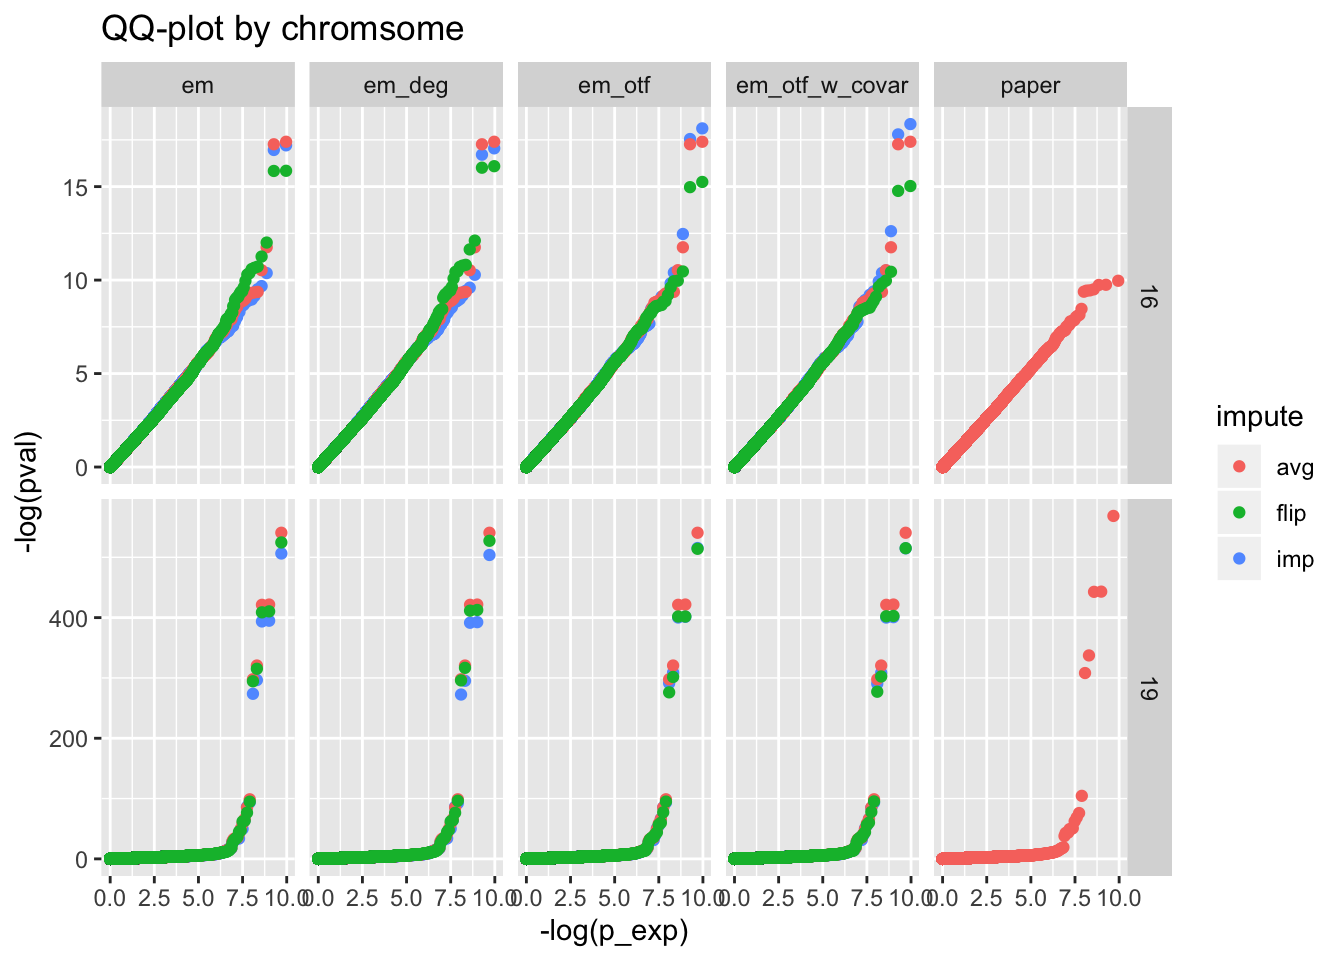 QQ-plot by chromsome
em em_deg em_otf em_otf_w_covar paper
15
10
5
0
16
400
200
0
19
0.0 2.5 5.0 7.5 10.0 0.0 2.5 5.0 7.5 10.0 0.0 2.5 5.0 7.5 10.0 0.0 2.5 5.0 7.5 10.0 0.0 2.5 5.0 7.5 10.0
-log(p_exp)
-log(pval)
impute
avg
flip
imp